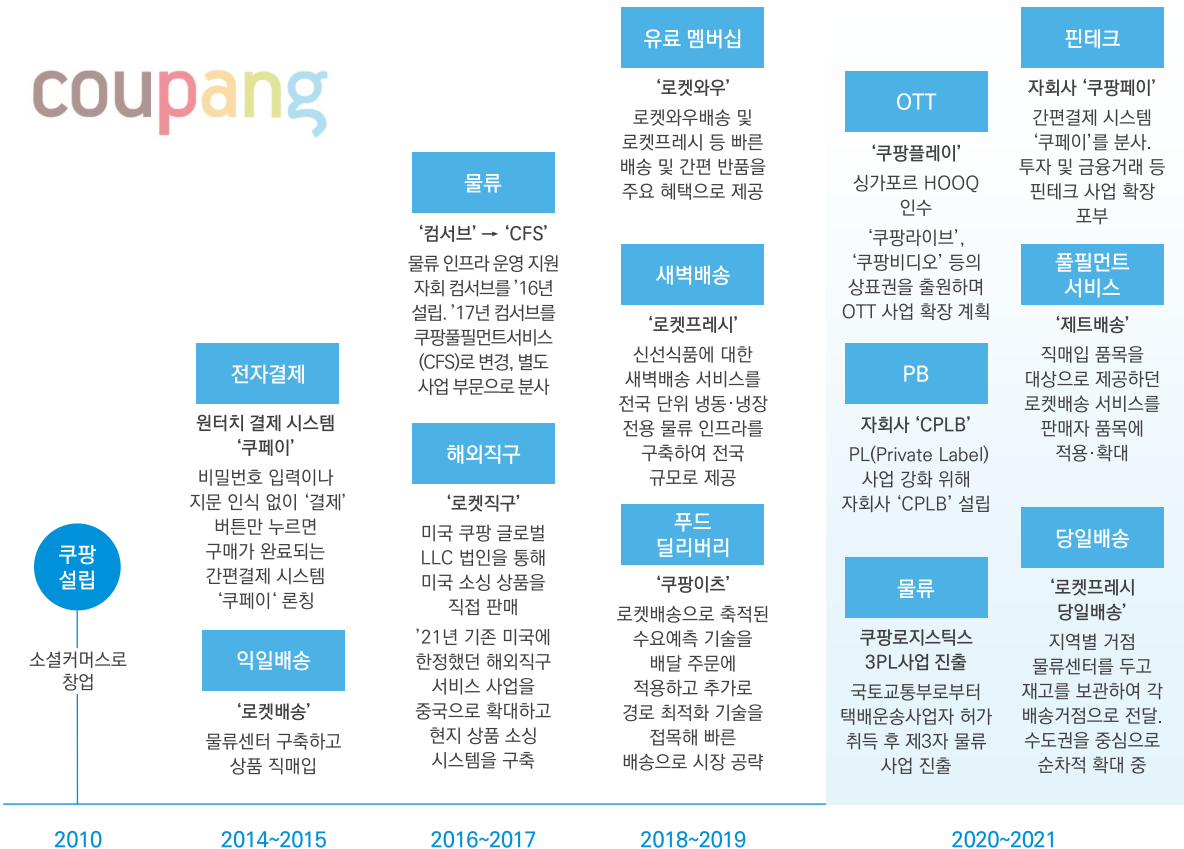 coupang
쿠팡
설립
소셜커머스로
창업
2010
전자결제
원터치 결제 시스템
‘쿠페이’
비밀번호 입력이나
지문 인식 없이 ‘결제’
버튼만 누르면
구매가 완료되는
간편결제 시스템
‘쿠페이‘ 론칭
익일배송
‘로켓배송’
물류센터 구축하고
상품 직매입
2014~2015
물류
‘컴서브’ → ‘CFS’
물류 인프라 운영 지원
자회 컴서브를 ’16년
설립. ’17년 컴서브를
쿠팡풀필먼트서비스
(CFS)로 변경, 별도
사업 부문으로 분사
해외직구
‘로켓직구’
미국 쿠팡 글로벌
LLC 법인을 통해
미국 소싱 상품을
직접 판매
’21년 기존 미국에
한정했던 해외직구
서비스 사업을
중국으로 확대하고
현지 상품 소싱
시스템을 구축
2016~2017
유료 멤버십
‘로켓와우’
로켓와우배송 및
로켓프레시 등 빠른
배송 및 간편 반품을
주요 혜택으로 제공
새벽배송
‘로켓프레시’
신선식품에 대한
새벽배송 서비스를
전국 단위 냉동·냉장
전용 물류 인프라를
구축하여 전국
규모로 제공
푸드
딜리버리
‘쿠팡이츠’
로켓배송으로 축적된
수요예측 기술을
배달 주문에
적용하고 추가로
경로 최적화 기술을
접목해 빠른
배송으로 시장 공략
2018~2019
OTT
‘쿠팡플레이’
싱가포르 HOOQ
인수
‘쿠팡라이브’,
‘쿠팡비디오’ 등의
상표권을 출원하며
OTT 사업 확장 계획
PB
자회사 ‘CPLB’
PL(Private Label)
사업 강화 위해
자회사 ‘CPLB’ 설립
물류
쿠팡로지스틱스
3PL사업 진출
국토교통부로부터
택배운송사업자 허가
취득 후 제3자 물류
사업 진출
핀테크
자회사 ‘쿠팡페이’
간편결제 시스템
‘쿠페이’를 분사.
투자 및 금융거래 등
핀테크 사업 확장
포부
풀필먼트
서비스
‘제트배송’
직매입 품목을
대상으로 제공하던
로켓배송 서비스를
판매자 품목에
적용·확대
당일배송
‘로켓프레시
당일배송’
지역별 거점
물류센터를 두고
재고를 보관하여 각
배송거점으로 전달.
수도권을 중심으로
순차적 확대 중
2020~2021